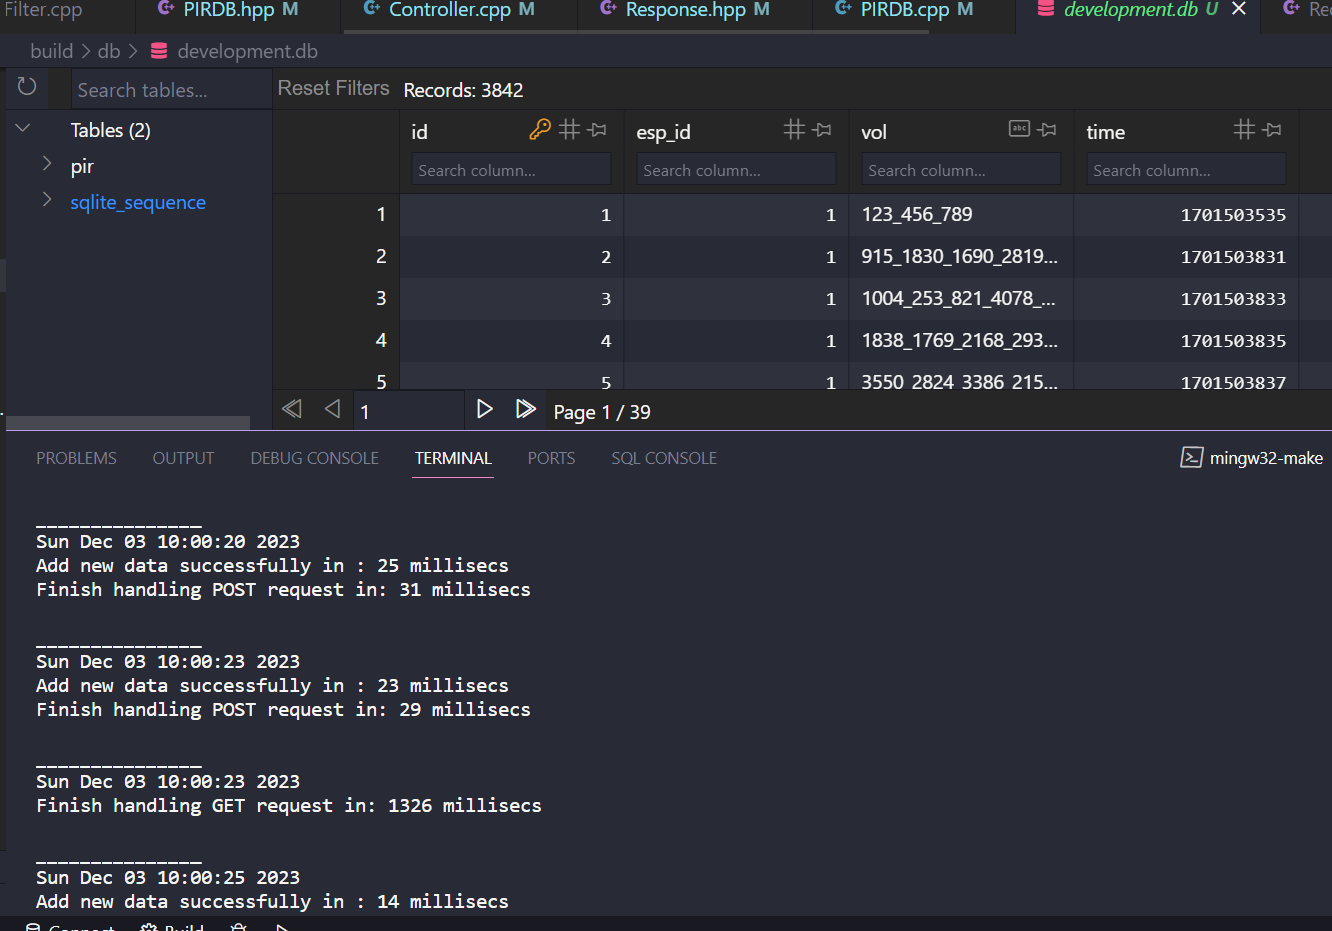 Filter.cpp PIRDB.hpp M Controller.cpp M Response.hpp M PIRDB.cpp M development.db U
build > db > development.db
Search tables... Reset Filters Records: 3842
Tables (2) id esp_id vol time
Search column... Search column... Search column... Search column...
pir
sqlite_sequence
1 1 1 123_456_789 1701503535
2 2 1 915_1830_1690_2819... 1701503831
3 3 1 1004_253_821_4078_... 1701503833
4 4 1 1838_1769_2168_293... 1701503835
5 5 1 3550_2824_3386_215... 1701503837
1 Page 1 / 39
PROBLEMS OUTPUT DEBUG CONSOLE TERMINAL PORTS SQL CONSOLE mingw32-make
_______________
Sun Dec 03 10:00:20 2023
Add new data successfully in : 25 millisecs
Finish handling POST request in: 31 millisecs
_______________
Sun Dec 03 10:00:23 2023
Add new data successfully in : 23 millisecs
Finish handling POST request in: 29 millisecs
_______________
Sun Dec 03 10:00:23 2023
Finish handling GET request in: 1326 millisecs
_______________
Sun Dec 03 10:00:25 2023
Add new data successfully in : 14 millisecs
Connect Build